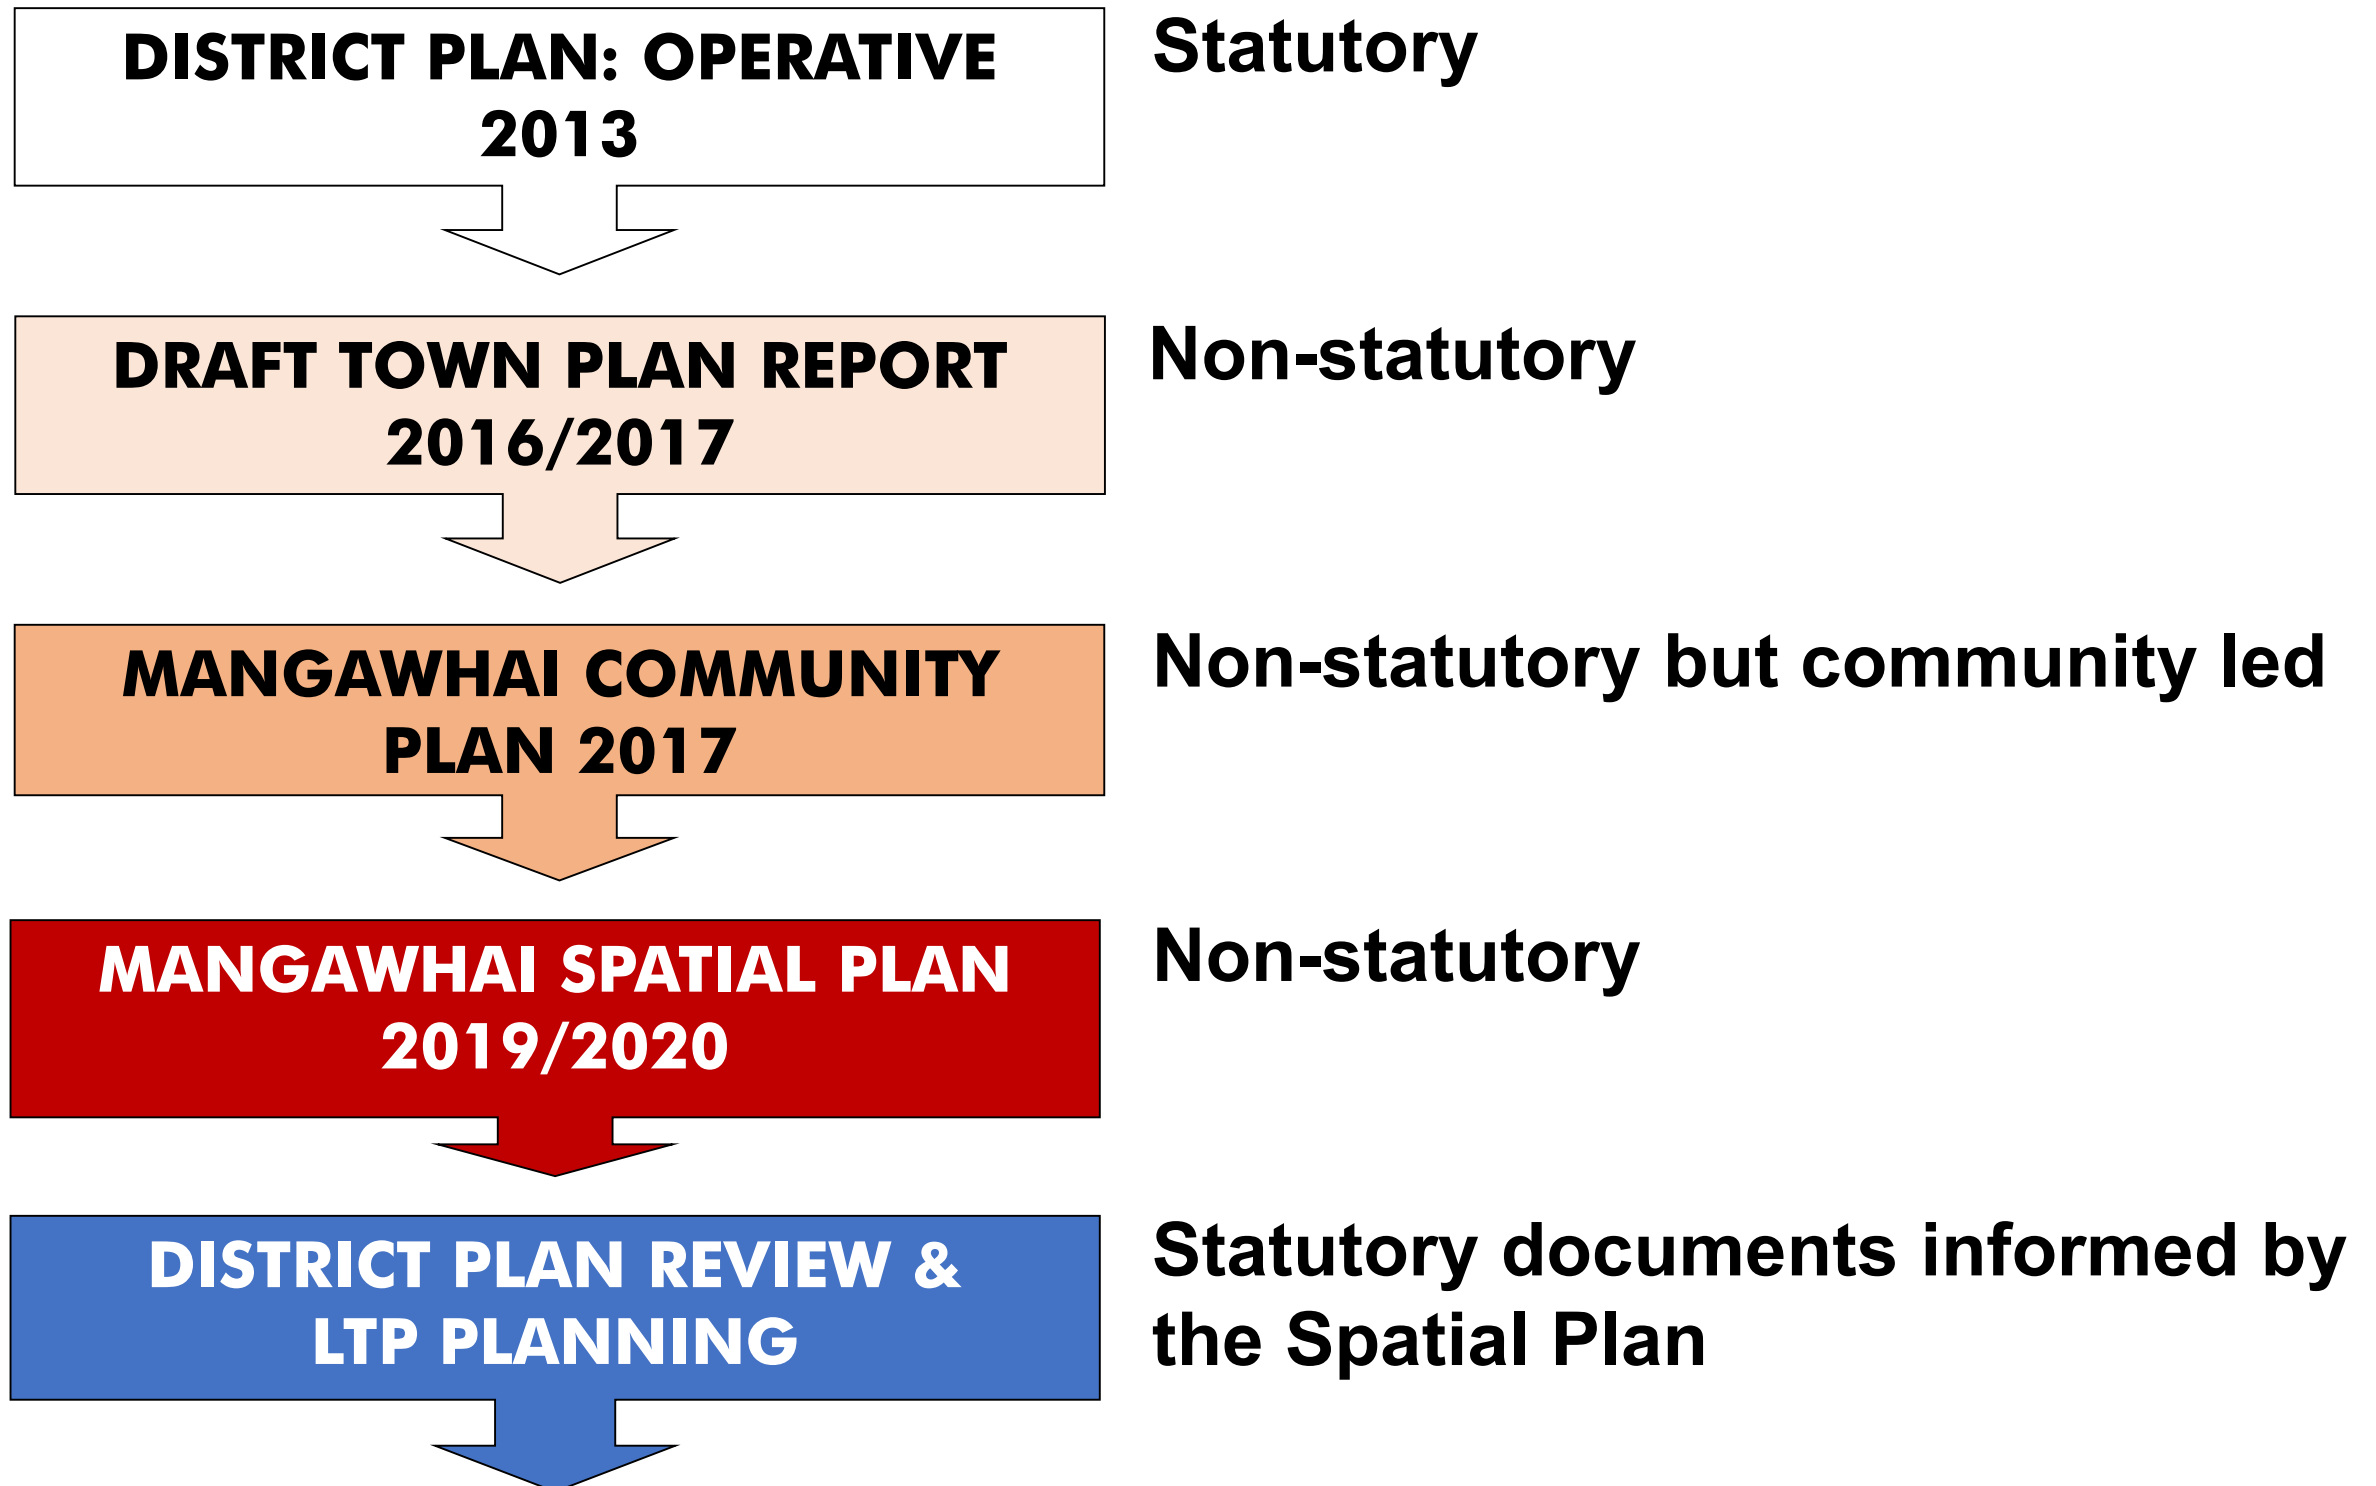 DISTRICT PLAN: OPERATIVE
2013
Statutory
DRAFT TOWN PLAN REPORT
2016/2017
Non-statutory
MANGAWHAI COMMUNITY
PLAN 2017
Non-statutory but community led
MANGAWHAI SPATIAL PLAN
2019/2020
Non-statutory
DISTRICT PLAN REVIEW &
LTP PLANNING
Statutory documents informed by
the Spatial Plan